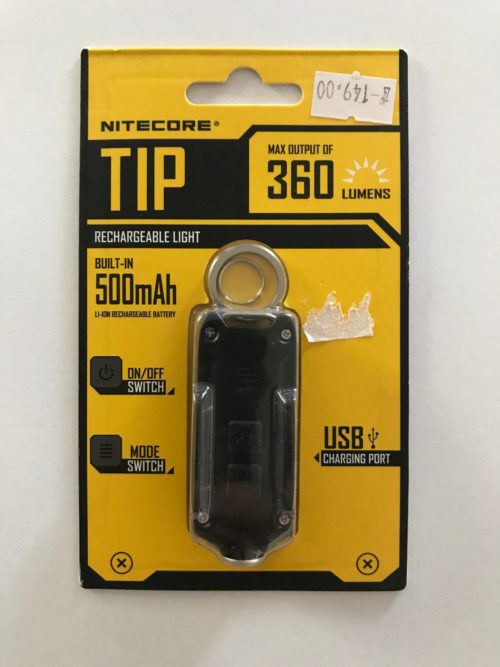 Z-149.00
NITECORE®
TIP
MAX OUTPUT OF
360
LUMENS
RECHARGEABLE LIGHT
BUILT-IN
500mAh
LI-ION RECHARGEABLE BATTERY
TIP
ON/OFF
SWITCH
MODE
SWITCH
USB
CHARGING PORT